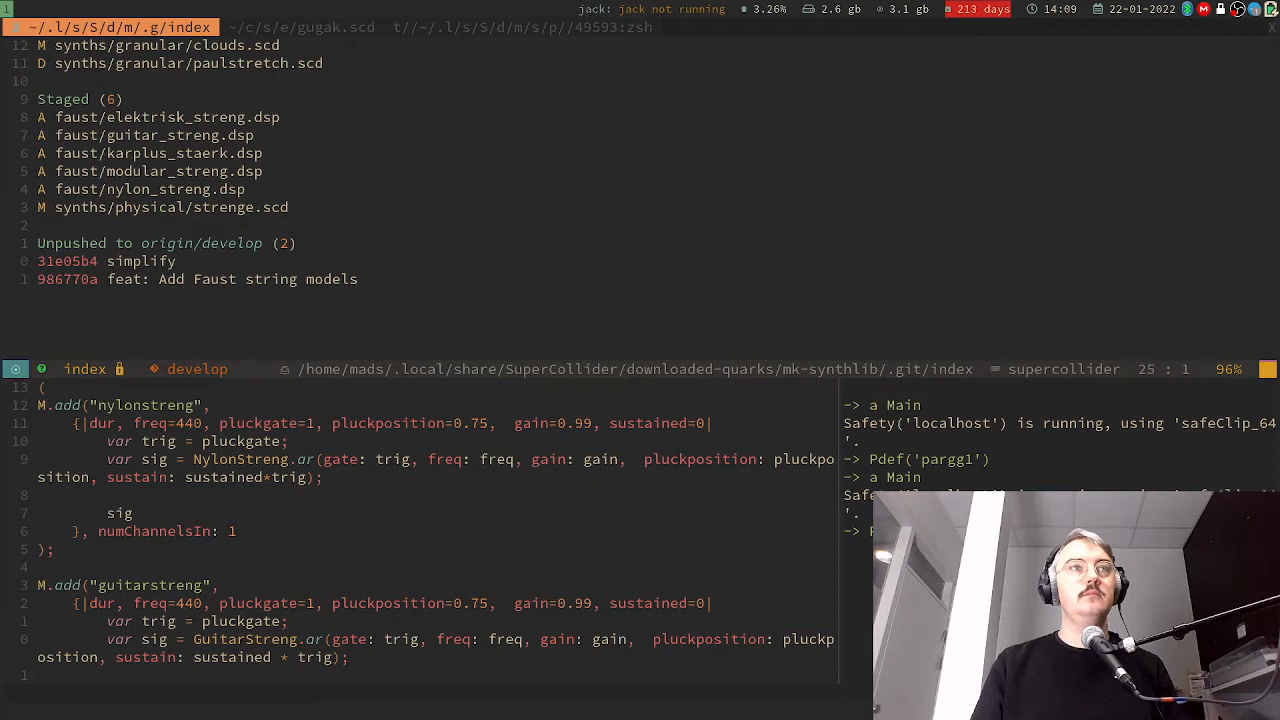 1 jack: jack not running 3.26% 2.6 gb 3.1 gb 213 days 14:09 22-01-2022
~/.l/s/S/d/m/.g/index ~/c/s/e/gugak.scd t//~/.l/s/S/d/m/s/p//49593:zsh X
12 M synths/granular/clouds.scd
11 D synths/granular/paulstretch.scd
10
9 Staged (6)
8 A faust/elektrisk_streng.dsp
7 A faust/guitar_streng.dsp
6 A faust/karplus_staerk.dsp
5 A faust/modular_streng.dsp
4 A faust/nylon_streng.dsp
3 M synths/physical/strenge.scd
2
1 Unpushed to origin/develop (2)
0 31e05b4 simplify
1 986770a feat: Add Faust string models
index develop /home/mads/.local/share/SuperCollider/downloaded-quarks/mk-synthlib/.git/index supercollider 25 : 1 96%
13 (
12 M.add("nylonstreng",
11 {|dur, freq=440, pluckgate=1, pluckposition=0.75, gain=0.99, sustained=0|
10 var trig = pluckgate;
9 var sig = NylonStreng.ar(gate: trig, freq: freq, gain: gain, pluckposition: pluckpo
sition, sustain: sustained*trig);
8
7 sig
6 }, numChannelsIn: 1
5 );
4
3 M.add("guitarstreng",
2 {|dur, freq=440, pluckgate=1, pluckposition=0.75, gain=0.99, sustained=0|
1 var trig = pluckgate;
0 var sig = GuitarStreng.ar(gate: trig, freq: freq, gain: gain, pluckposition: pluckp
osition, sustain: sustained * trig);
1
-> a Main
Safety('localhost') is running, using 'safeClip_64
'.
-> Pdef('pargg1')
-> a Main
'.
->